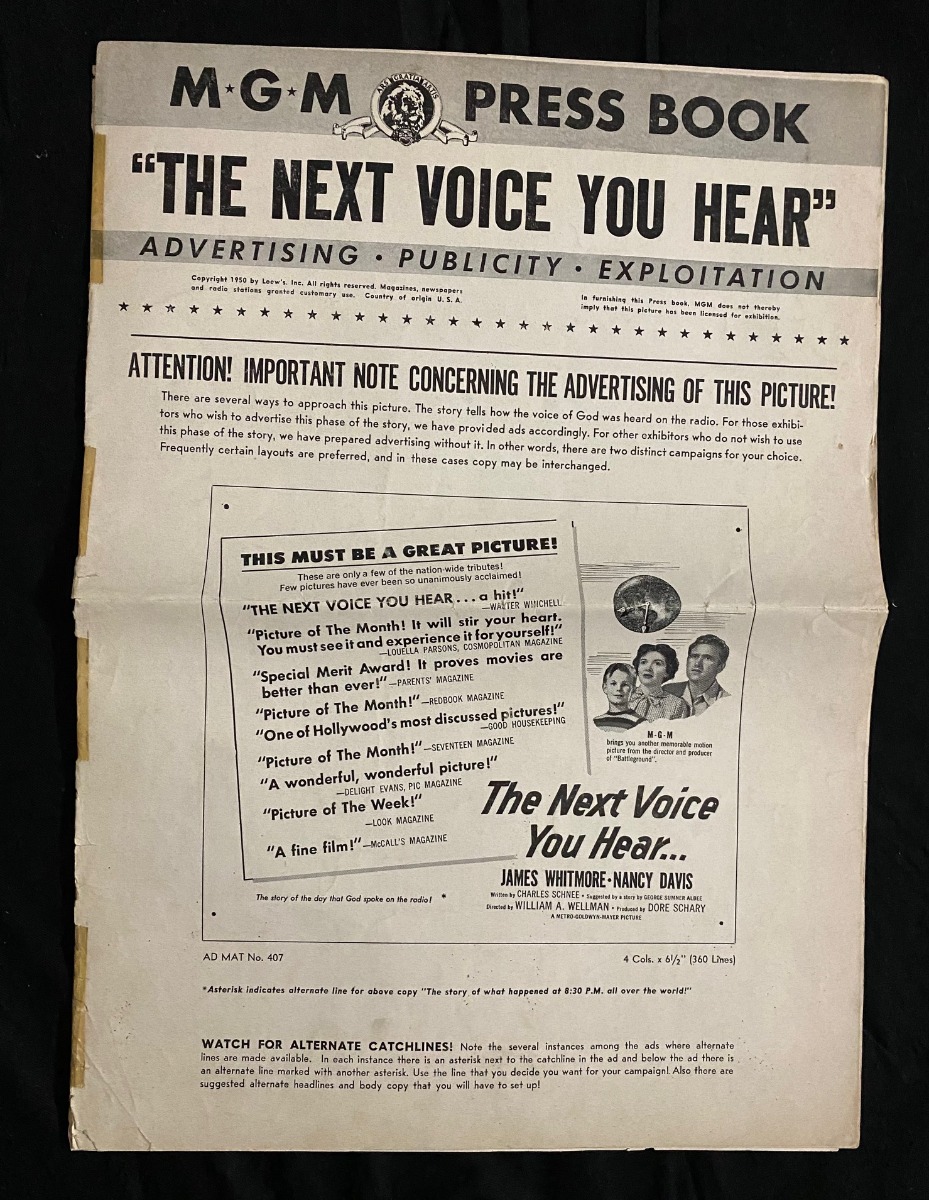 M★G★M PRESS BOOK
ARS GRATIA ARTIS
"THE NEXT VOICE YOU HEAR"
ADVERTISING • PUBLICITY • EXPLOITATION
Copyright 1950 by Loew's, Inc. All rights reserved. Magazines, newspapers
and radio stations granted customary use. Country of origin U. S. A.
In furnishing this Press book, MGM does not thereby
imply that this picture has been licensed for exhibition.
ATTENTION! IMPORTANT NOTE CONCERNING THE ADVERTISING OF THIS PICTURE!
There are several ways to approach this picture. The story tells how the voice of God was heard on the radio. For those exhibi-
tors who wish to advertise this phase of the story, we have provided ads accordingly. For other exhibitors who do not wish to use
this phase of the story, we have prepared advertising without it. In other words, there are two distinct campaigns for your choice.
Frequently certain layouts are preferred, and in these cases copy may be interchanged.
THIS MUST BE A GREAT PICTURE!
These are only a few of the nation-wide tributes!
Few pictures have ever been so unanimously acclaimed!
"THE NEXT VOICE YOU HEAR...a hit!"
—WALTER WINCHELL
"Picture of The Month! It will stir your heart.
You must see it and experience it for yourself!"
—LOUELLA PARSONS, COSMOPOLITAN MAGAZINE
"Special Merit Award! It proves movies are
better than ever!"—PARENTS' MAGAZINE
"Picture of The Month!"—REDBOOK MAGAZINE
"One of Hollywood's most discussed pictures!"
—GOOD HOUSEKEEPING
"Picture of The Month!"—SEVENTEEN MAGAZINE
"A wonderful, wonderful picture!"
—DELIGHT EVANS, PIC MAGAZINE
"Picture of The Week!"
—LOOK MAGAZINE
"A fine film!"—McCALL'S MAGAZINE
M-G-M
brings you another memorable motion
picture from the director and producer
of "Battleground".
The Next Voice
You Hear...
JAMES WHITMORE • NANCY DAVIS
Written by CHARLES SCHNEE • Suggested by a story by GEORGE SUMNER ALBEE
Directed by WILLIAM A. WELLMAN • Produced by DORE SCHARY
A METRO-GOLDWYN-MAYER PICTURE
The story of the day that God spoke on the radio! *
AD MAT No. 407
4 Cols. x 6½" (360 Lines)
*Asterisk indicates alternate line for above copy "The story of what happened at 8:30 P.M. all over the world!"
WATCH FOR ALTERNATE CATCHLINES! Note the several instances among the ads where alternate
lines are made available. In each instance there is an asterisk next to the catchline in the ad and below the ad there is
an alternate line marked with another asterisk. Use the line that you decide you want for your campaign! Also there are
suggested alternate headlines and body copy that you will have to set up!